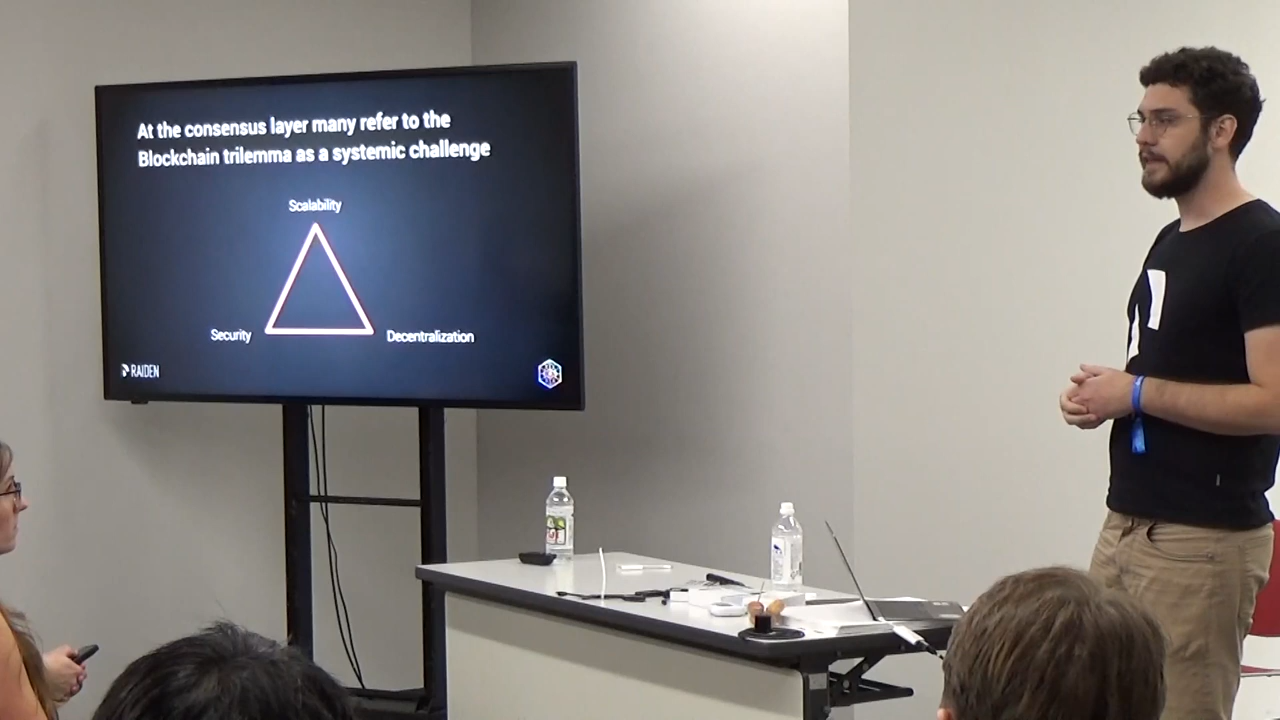 At the consensus layer many refer to the
Blockchain trilemma as a systemic challenge
Scalability
Security
Decentralization
RAIDEN